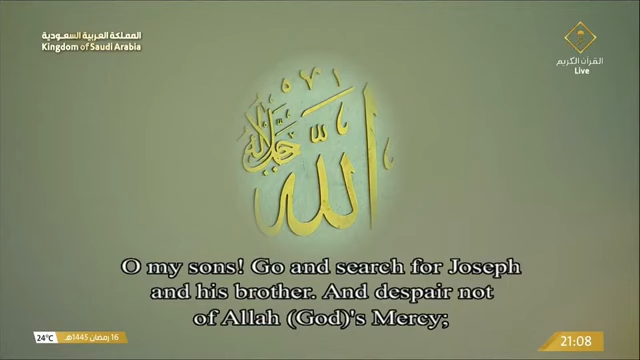 المملكة العربية السعودية
Kingdom of Saudi Arabia
القرآن الكريم
Live
الله
جل جلاله
O my sons! Go and search for Joseph
and his brother. And despair not
of Allah (God)'s Mercy;
24°C
16 رمضان 1445هـ
21:08